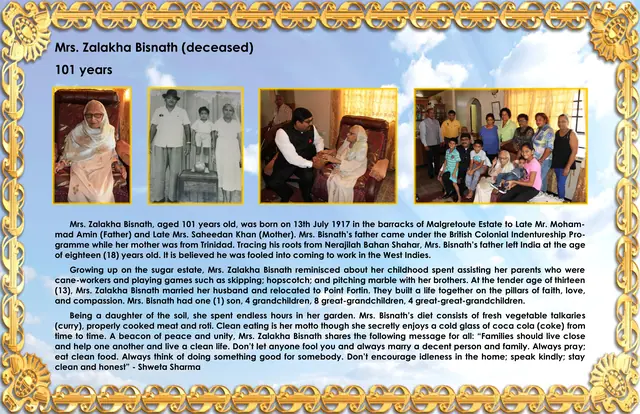 Mrs. Zalakha Bisnath (deceased)
101 years
Mrs. Zalakha Bisnath, aged 101 years old, was born on 13th July 1917 in the barracks of Malgretoute Estate to Late Mr. Moham-
mad Amin (Father) and Late Mrs. Saheedan Khan (Mother). Mrs. Bisnath's father came under the British Colonial Indentureship Pro-
gramme while her mother was from Trinidad. Tracing his roots from Nerajilah Bahan Shahar, Mrs. Bisnath's father left India at the age
of eighteen (18) years old. It is believed he was fooled into coming to work in the West Indies.
Growing up on the sugar estate, Mrs. Zalakha Bisnath reminisced about her childhood spent assisting her parents who were
cane-workers and playing games such as skipping; hopscotch; and pitching marble with her brothers. At the tender age of thirteen
(13), Mrs. Zalakha Bisnath married her husband and relocated to Point Fortin. They built a life together on the pillars of faith, love,
and compassion. Mrs. Bisnath had one (1) son, 4 grandchildren, 8 great-grandchildren, 4 great-great-grandchildren.
Being a daughter of the soil, she spent endless hours in her garden. Mrs. Bisnath's diet consists of fresh vegetable talkaries
(curry), properly cooked meat and roti. Clean eating is her motto though she secretly enjoys a cold glass of coca cola (coke) from
time to time. A beacon of peace and unity, Mrs. Zalakha Bisnath shares the following message for all: "Families should live close
and help one another and live a clean life. Don't let anyone fool you and always marry a decent person and family. Always pray;
eat clean food. Always think of doing something good for somebody. Don't encourage idleness in the home; speak kindly; stay
clean and honest" - Shweta Sharma